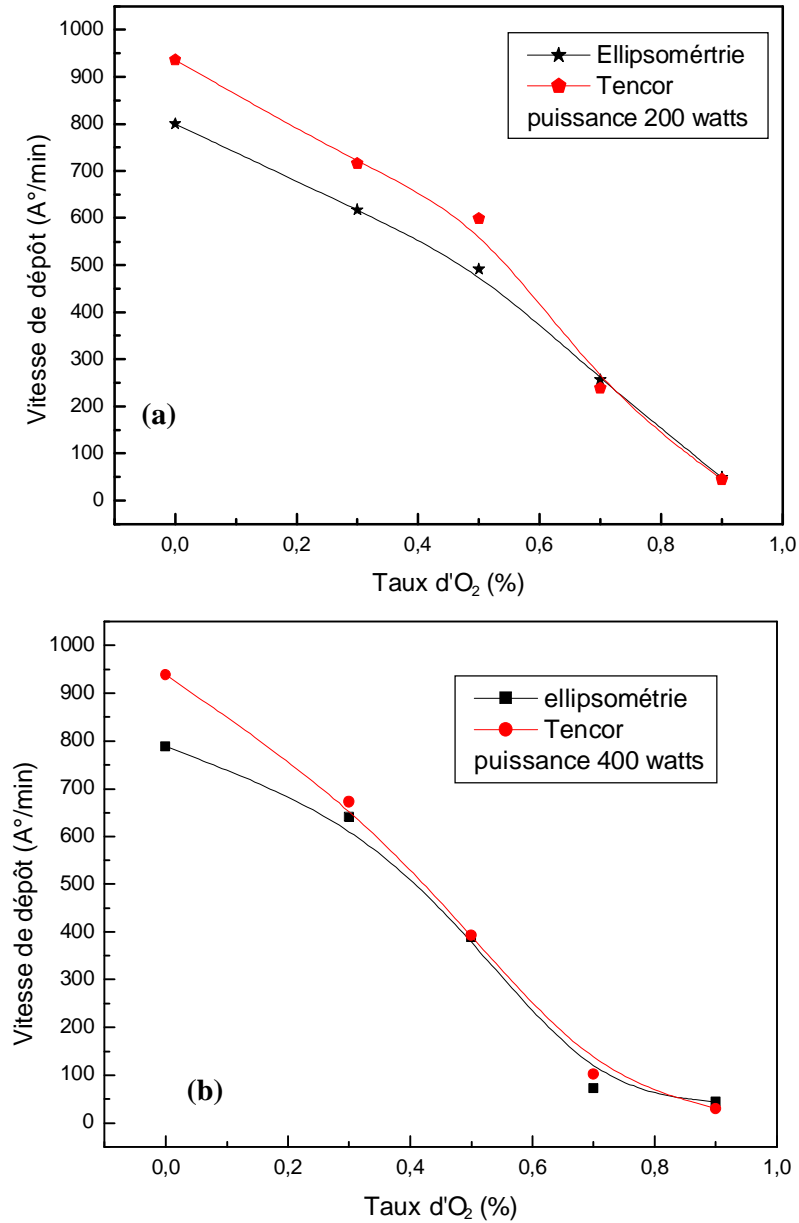 1000
900
800
700
600
500
400
300
200
100
0
Vitesse de dépôt (A°/min)
Ellipsomértrie
Tencor
puissance 200 watts
(a)
0,0 0,2 0,4 0,6 0,8 1,0
Taux d'O₂ (%)
1000
900
800
700
600
500
400
300
200
100
0
Vitesse de dépôt (A°/min)
ellipsométrie
Tencor
puissance 400 watts
(b)
0,0 0,2 0,4 0,6 0,8 1,0
Taux d'O₂ (%)